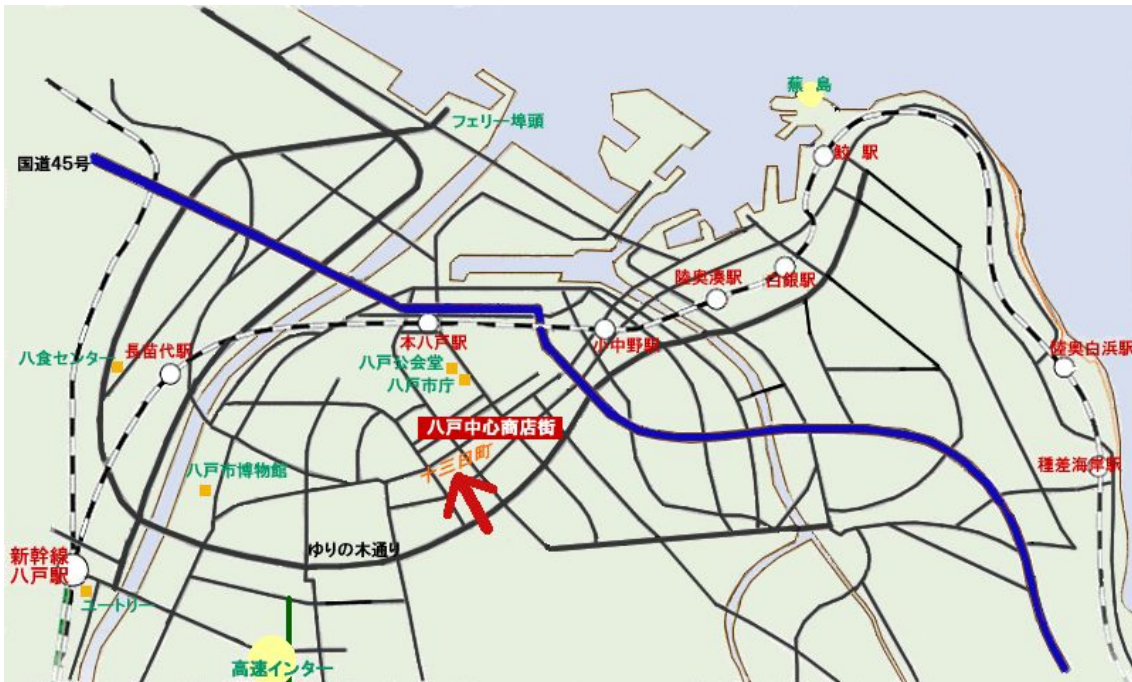 蕪 島
フェリー埠頭
鮫 駅
国道45号
陸奥湊駅
白銀駅
小中野駅
本八戸駅
長苗代駅
八食センター
八戸公会堂
八戸市庁
陸奥白浜駅
八戸中心商店街
十三日町
八戸市博物館
種差海岸駅
ゆりの木通り
新幹線
八戸駅
ユートリー
高速インター